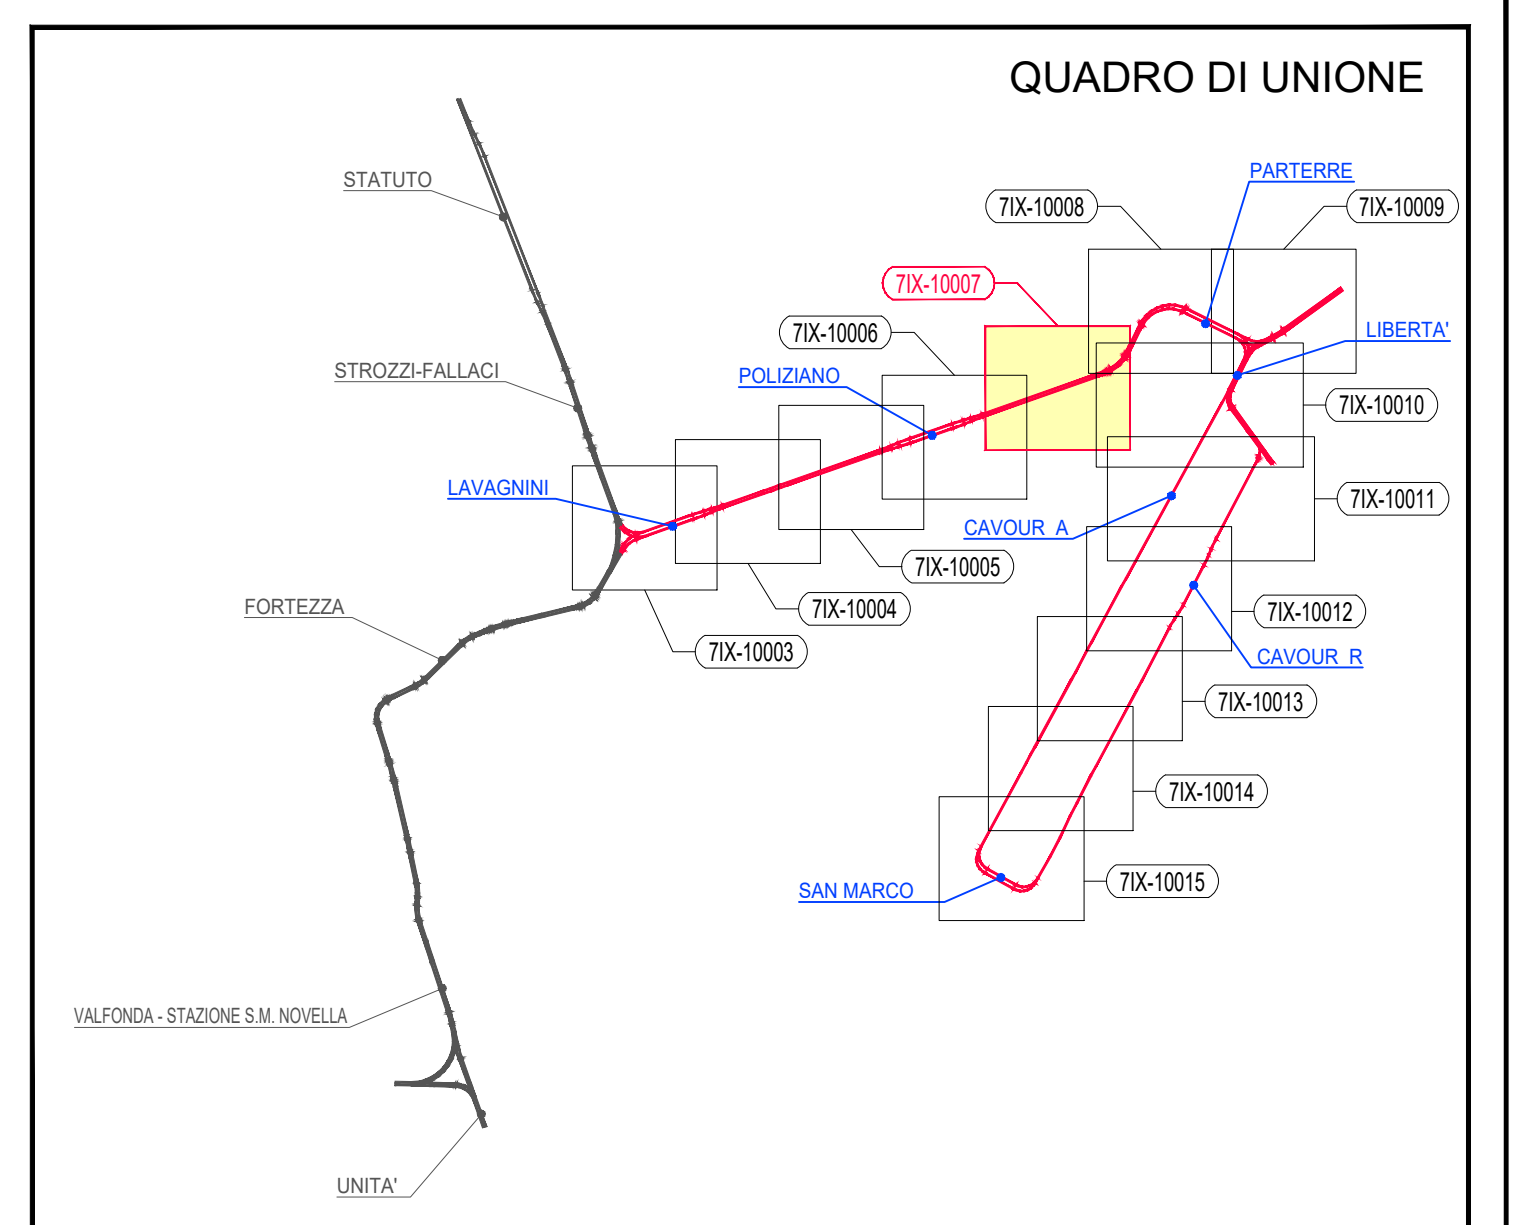 QUADRO DI UNIONE
STATUTO
PARTERRE
7IX-10008
7IX-10009
7IX-10007
7IX-10006
LIBERTA'
STROZZI-FALLACI
POLIZIANO
7IX-10010
LAVAGNINI
7IX-10011
CAVOUR A
7IX-10005
FORTEZZA
7IX-10004
7IX-10012
7IX-10003
CAVOUR R
7IX-10013
7IX-10014
SAN MARCO
7IX-10015
VALFONDA - STAZIONE S.M. NOVELLA
UNITA'